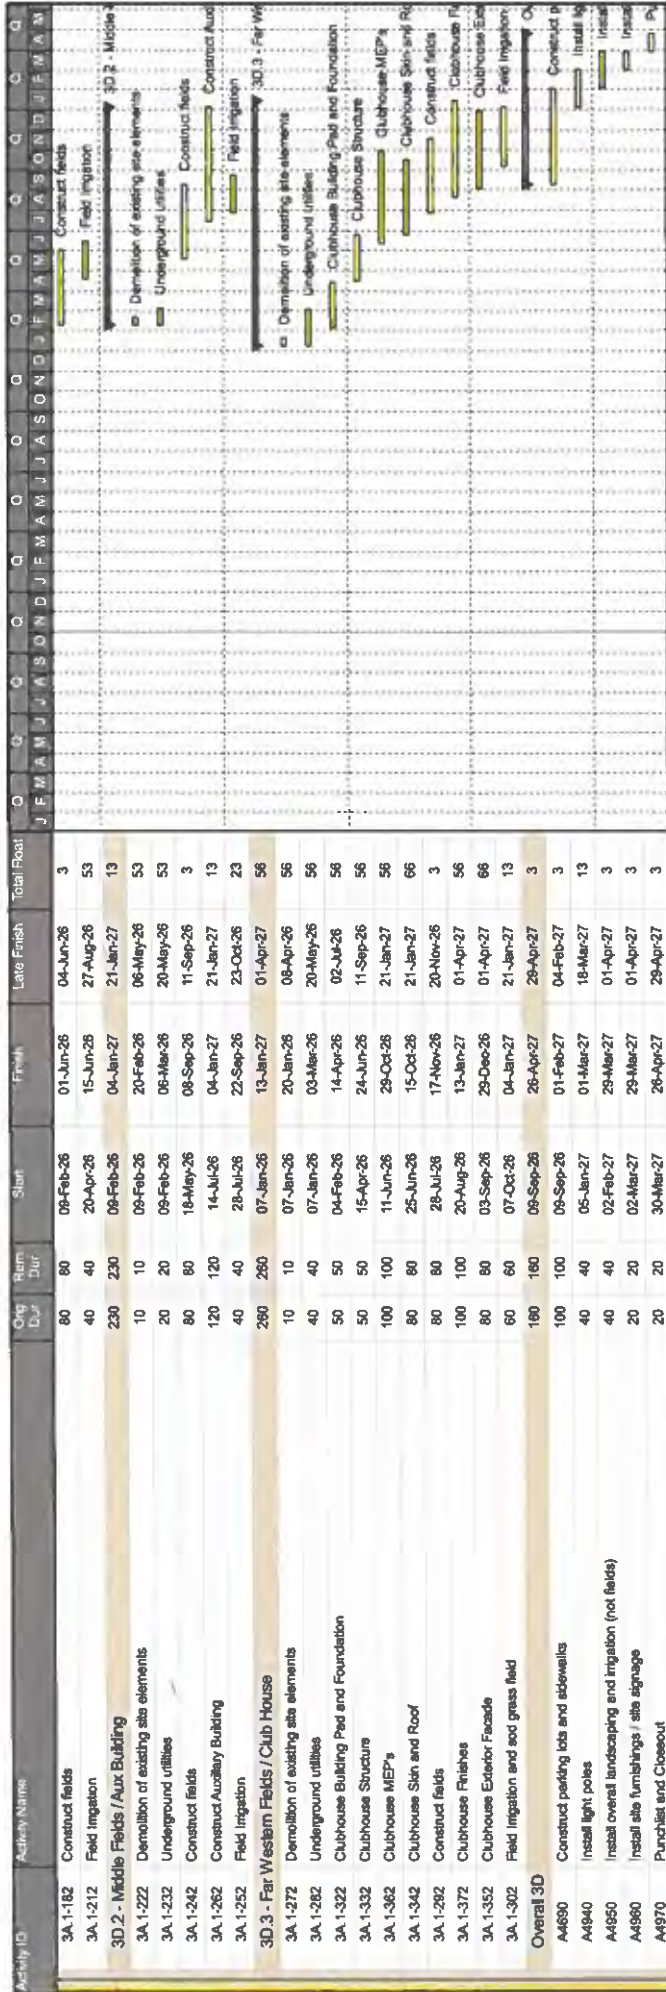 Activity ID Activity Name Orig Dur Rem Dur Start Finish Late Finish Total Float
Q Q Q Q Q Q Q Q Q Q Q Q Q Q
J F M A M J J A S O N D J F M A M J J A S O N D J F M A M J J A S O N D J F M A M
3A.1-182 Construct fields 80 80 09-Feb-26 01-Jun-26 04-Jun-26 3 Construct fields
3A.1-212 Field Irrigation 40 40 20-Apr-26 15-Jun-26 27-Aug-26 53 Field Irrigation
3D.2 - Middle Fields / Aux Building 230 230 09-Feb-26 04-Jan-27 21-Jan-27 13 3D.2 - Middle
3A.1-222 Demolition of existing site elements 10 10 09-Feb-26 20-Feb-26 06-May-26 53 Demolition of existing site elements
3A.1-232 Underground utilities 20 20 09-Feb-26 06-Mar-26 20-May-26 53 Underground utilities
3A.1-242 Construct fields 80 80 18-May-26 08-Sep-26 11-Sep-26 3 Construct fields
3A.1-262 Construct Auxiliary Building 120 120 14-Jul-26 04-Jan-27 21-Jan-27 13 Construct Auxi
3A.1-252 Field Irrigation 40 40 28-Jul-26 22-Sep-26 23-Oct-26 23 Field Irrigation
3D.3 - Far Western Fields / Club House 260 260 07-Jan-26 13-Jan-27 01-Apr-27 56 3D.3 - Far We
3A.1-272 Demolition of existing site elements 10 10 07-Jan-26 20-Jan-26 08-Apr-26 56 Demolition of existing site elements
3A.1-282 Underground utilities 40 40 07-Jan-26 03-Mar-26 20-May-26 56 Underground utilities
3A.1-322 Clubhouse Building Pad and Foundation 50 50 04-Feb-26 14-Apr-26 02-Jul-26 56 Clubhouse Building Pad and Foundation
3A.1-332 Clubhouse Structure 50 50 15-Apr-26 24-Jun-26 11-Sep-26 56 Clubhouse Structure
3A.1-362 Clubhouse MEP's 100 100 11-Jun-26 29-Oct-26 21-Jan-27 56 Clubhouse MEP's
3A.1-342 Clubhouse Skin and Roof 80 80 25-Jun-26 15-Oct-26 21-Jan-27 66 Clubhouse Skin and Ro
3A.1-292 Construct fields 80 80 28-Jul-26 17-Nov-26 20-Nov-26 3 Construct fields
3A.1-372 Clubhouse Finishes 100 100 20-Aug-26 13-Jan-27 01-Apr-27 56 Clubhouse Fi
3A.1-352 Clubhouse Exterior Facade 80 80 03-Sep-26 29-Dec-26 01-Apr-27 66 Clubhouse Exte
3A.1-302 Field Irrigation and sod grass field 60 60 07-Oct-26 04-Jan-27 21-Jan-27 13 Field Irrigation
Overall 3D 160 160 09-Sep-26 26-Apr-27 29-Apr-27 3 Ov
A4690 Construct parking lots and sidewalks 100 100 09-Sep-26 01-Feb-27 04-Feb-27 3 Construct p
A4940 Install light poles 40 40 05-Jan-27 01-Mar-27 18-Mar-27 13 Install lig
A4950 Install overall landscaping and irrigation (not fields) 40 40 02-Feb-27 29-Mar-27 01-Apr-27 3 Instal
A4960 Install site furnishings / site signage 20 20 02-Mar-27 29-Mar-27 01-Apr-27 3 Instal
A4970 Punchlist and Closeout 20 20 30-Mar-27 26-Apr-27 29-Apr-27 3 Pu